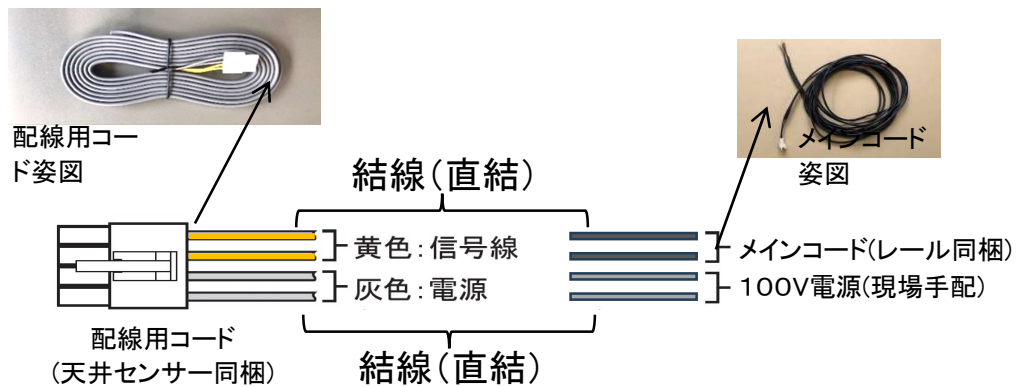 配線用コー
ド姿図
メインコード
姿図
結線(直結)
黄色:信号線
灰色:電源
メインコード(レール同梱)
100V電源(現場手配)
配線用コード
(天井センサー同梱)
結線(直結)